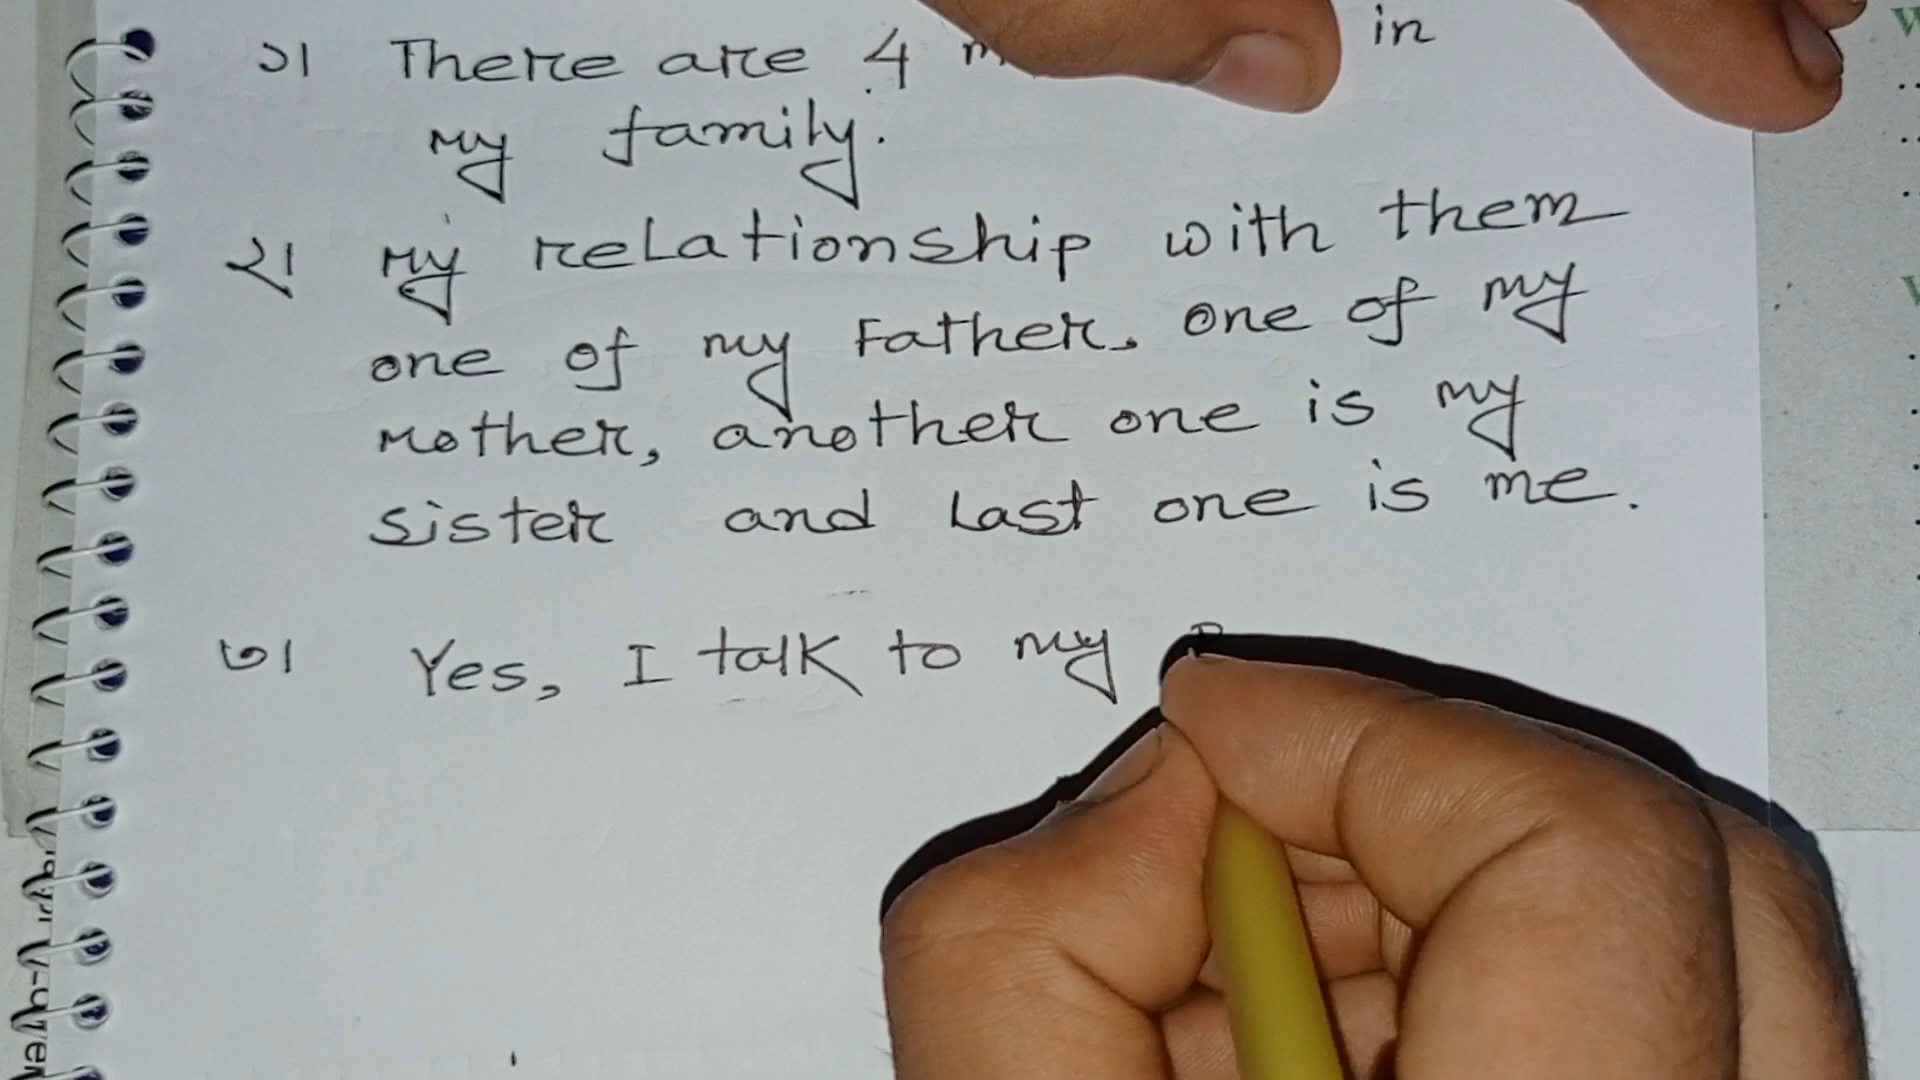 ১। There are 4 in
my family.
২। My relationship with them
one of my Father, one of my
Mother, another one is my
sister and last one is me.
৩। Yes, I talk to my